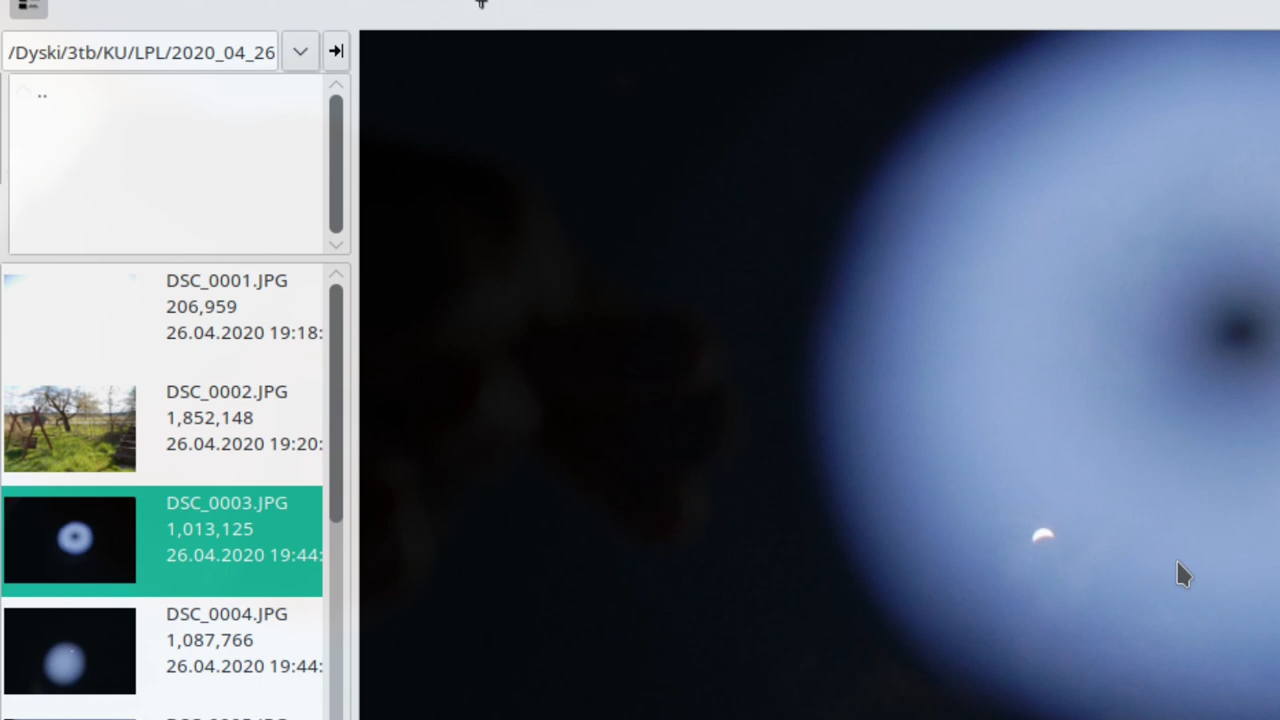 /Dyski/3tb/KU/LPL/2020_04_26
..
DSC_0001.JPG
206,959
26.04.2020 19:18:
DSC_0002.JPG
1,852,148
26.04.2020 19:20:
DSC_0003.JPG
1,013,125
26.04.2020 19:44:
DSC_0004.JPG
1,087,766
26.04.2020 19:44: